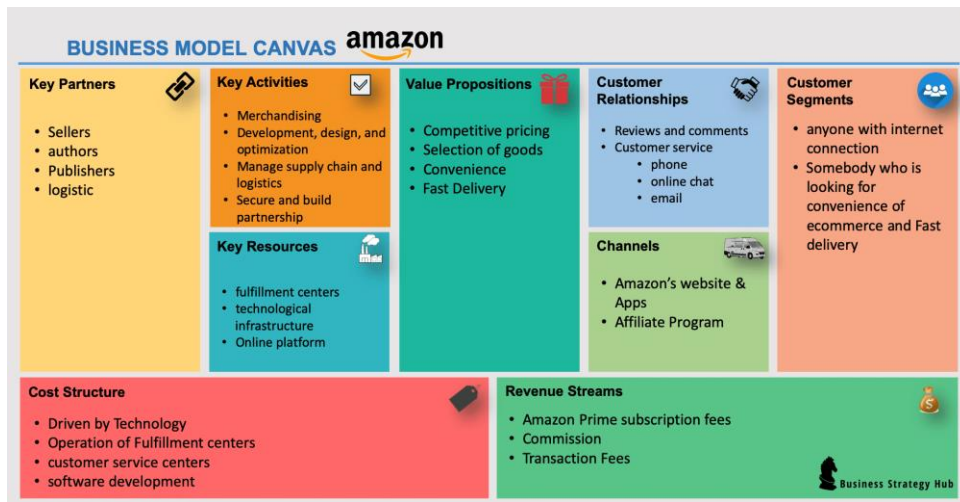 BUSINESS MODEL CANVAS amazon
Key Partners
• Sellers
• authors
• Publishers
• logistic
Key Activities
• Merchandising
• Development, design, and
optimization
• Manage supply chain and
logistics
• Secure and build
partnership
Key Resources
• fulfillment centers
• technological
infrastructure
• Online platform
Value Propositions
• Competitive pricing
• Selection of goods
• Convenience
• Fast Delivery
Customer
Relationships
• Reviews and comments
• Customer service
• phone
• online chat
• email
Channels
• Amazon's website &
Apps
• Affiliate Program
Customer
Segments
• anyone with internet
connection
• Somebody who is
looking for
convenience of
ecommerce and Fast
delivery
Cost Structure
• Driven by Technology
• Operation of Fulfillment centers
• customer service centers
• software development
Revenue Streams
• Amazon Prime subscription fees
• Commission
• Transaction Fees
Business Strategy Hub